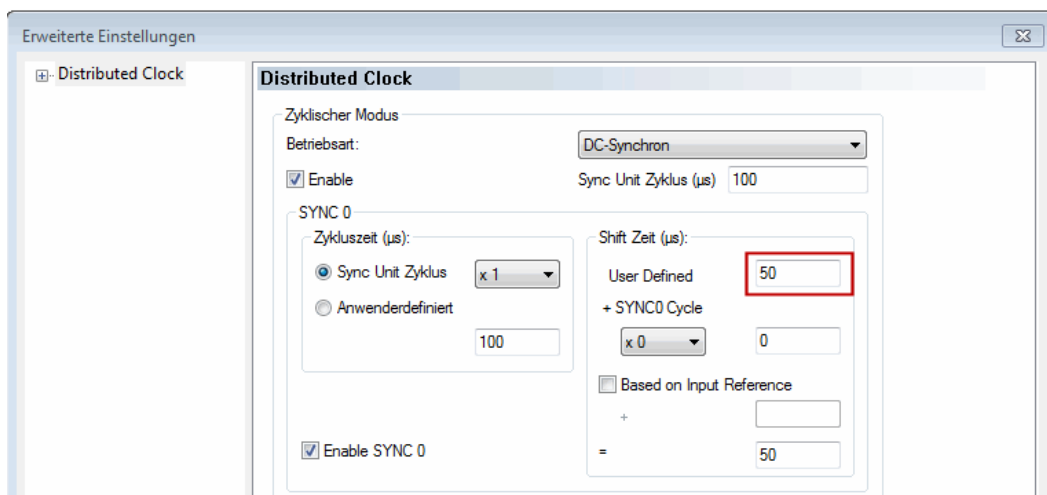 Erweiterte Einstellungen
Distributed Clock
Distributed Clock
Zyklischer Modus
Betriebsart:
DC-Synchron
Enable
Sync Unit Zyklus (µs)
100
SYNC 0
Zykluszeit (µs):
Sync Unit Zyklus
x 1
Anwenderdefiniert
100
Enable SYNC 0
Shift Zeit (µs):
User Defined
50
+ SYNC0 Cycle
x 0
0
Based on Input Reference
+
=
50